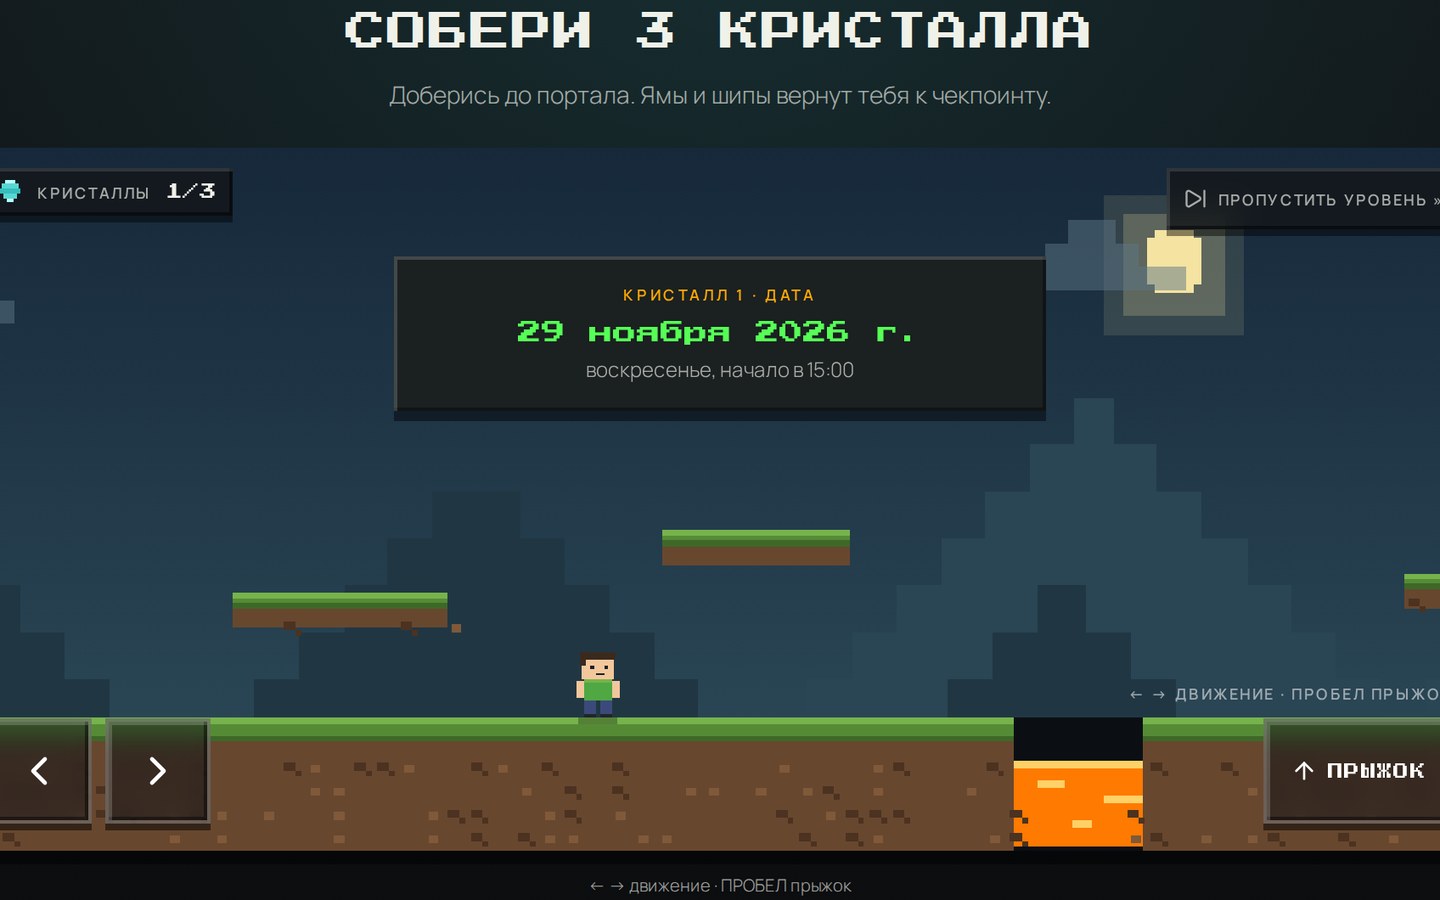 СОБЕРИ 3 КРИСТАЛЛА
Доберись до портала. Ямы и шипы вернут тебя к чекпоинту.
КРИСТАЛЛЫ 1/3
ПРОПУСТИТЬ УРОВЕНЬ »
КРИСТАЛЛ 1 · ДАТА
29 ноября 2026 г.
воскресенье, начало в 15:00
← → ДВИЖЕНИЕ · ПРОБЕЛ ПРЫЖО
↑ ПРЫЖОК
← → движение · ПРОБЕЛ прыжок